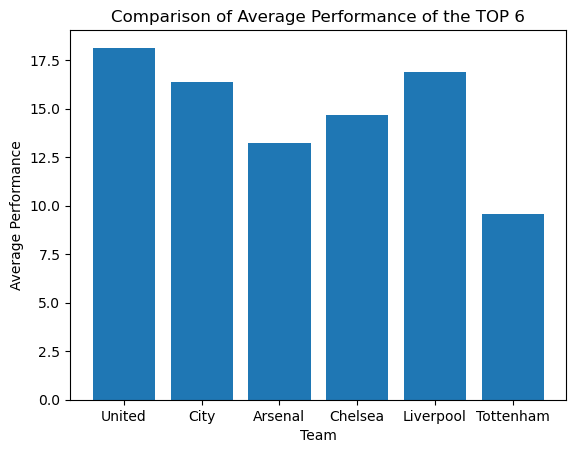 Comparison of Average Performance of the TOP 6
17.5
15.0
12.5
10.0
7.5
5.0
2.5
0.0
Average Performance
United City Arsenal Chelsea Liverpool Tottenham
Team